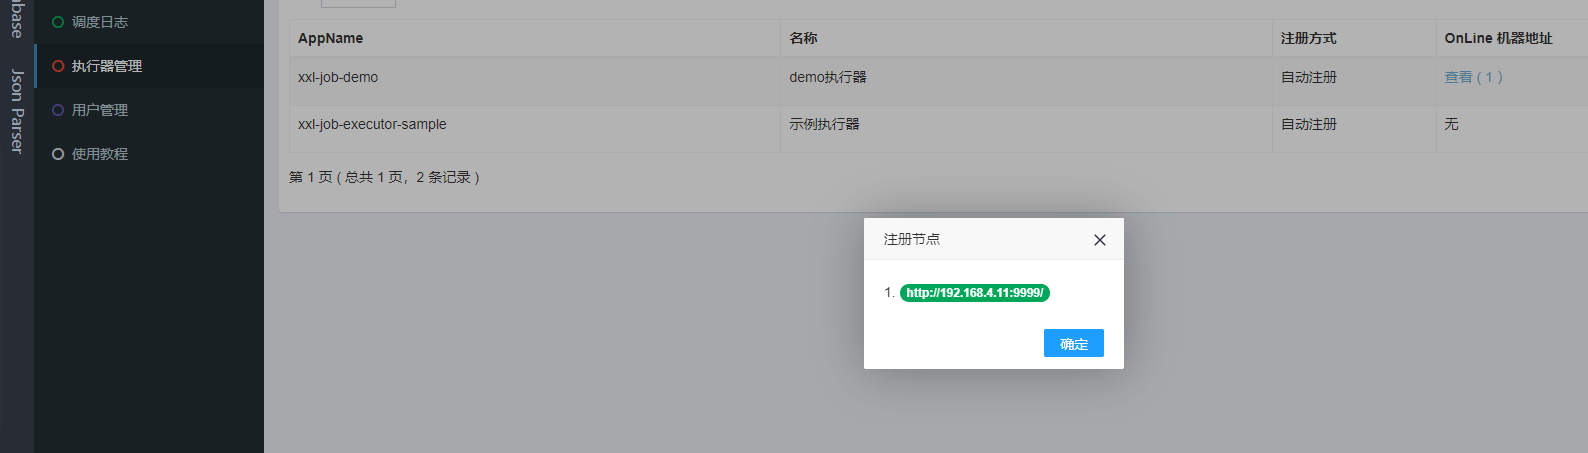 base
Json Parser
调度日志
执行器管理
用户管理
使用教程
AppName 名称 注册方式 OnLine 机器地址
xxl-job-demo demo执行器 自动注册 查看 ( 1 )
xxl-job-executor-sample 示例执行器 自动注册 无
第 1 页 ( 总共 1 页，2 条记录 )
注册节点
1. http://192.168.4.11:9999/
确定